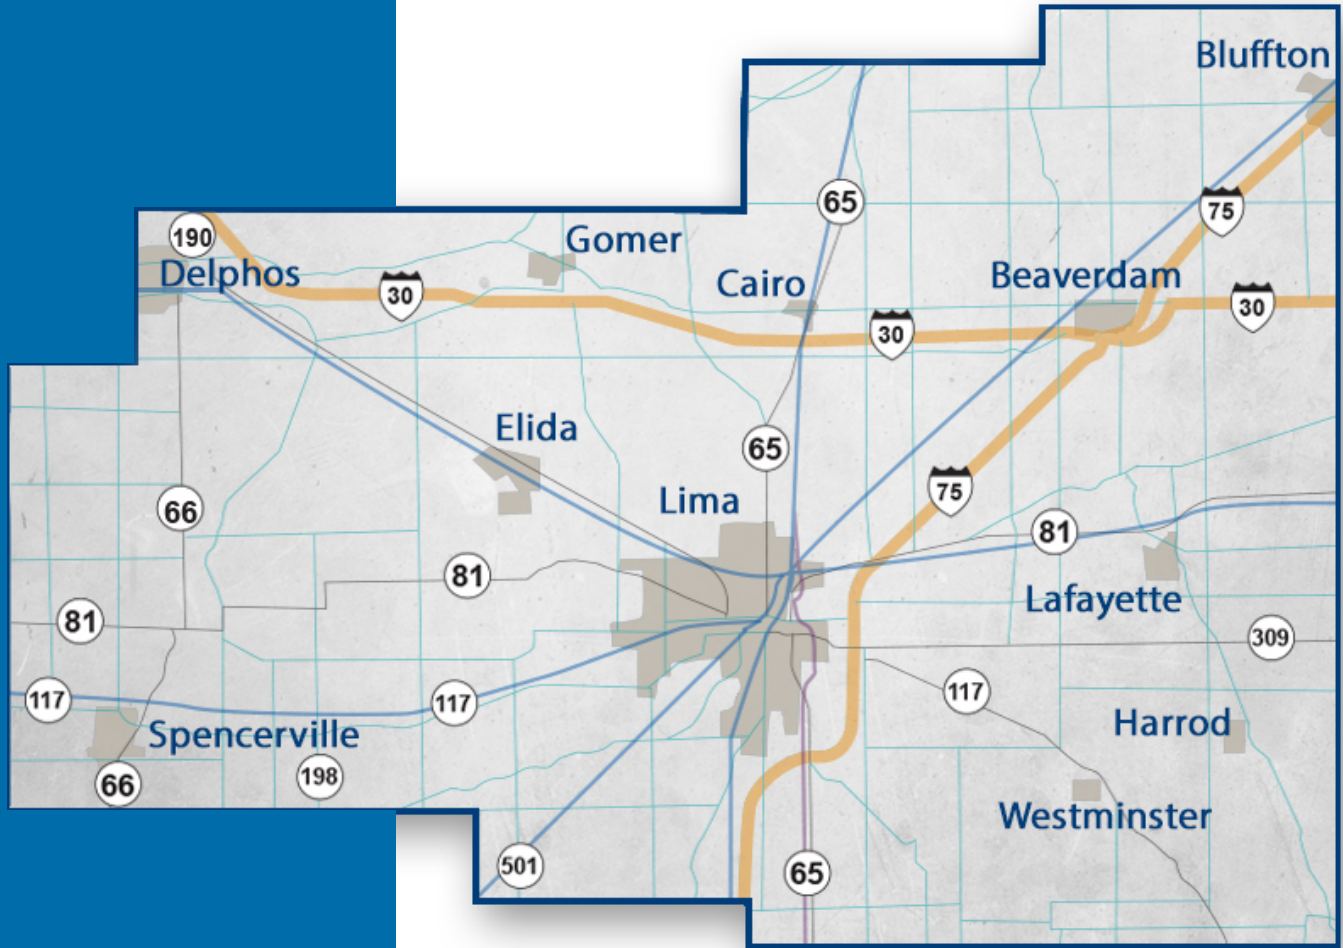 Bluffton
65
75
190
Gomer
Delphos
Cairo
Beaverdam
30
30
30
Elida
65
Lima
75
66
81
81
Lafayette
81
309
117
117
117
Spencerville
Harrod
66
198
Westminster
501
65